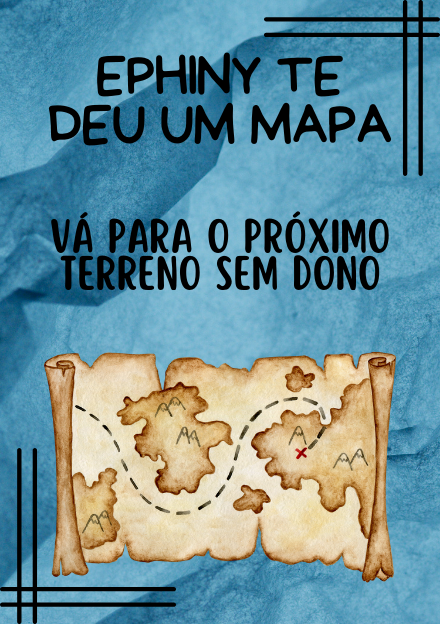 EPHINY TE
DEU UM MAPA
VÁ PARA O PRÓXIMO
TERRENO SEM DONO